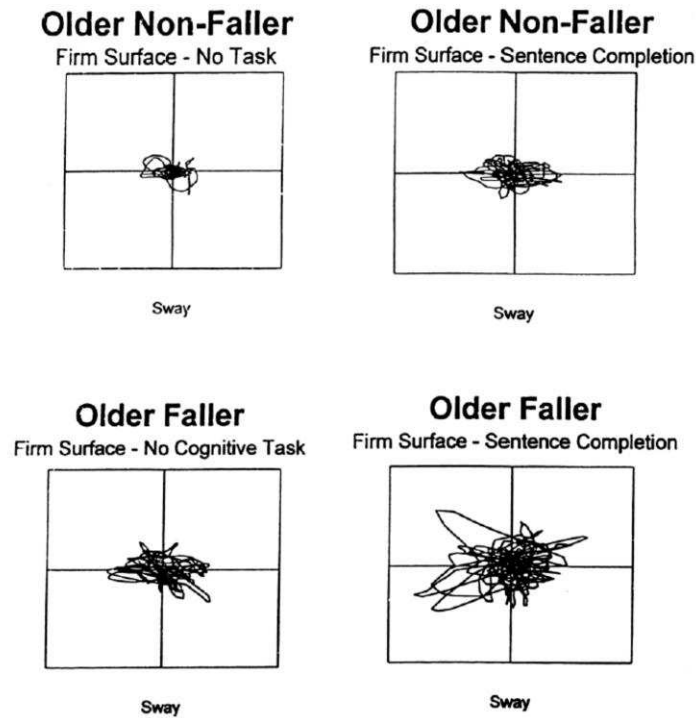 Older Non-Faller
Firm Surface - No Task
Sway
Older Non-Faller
Firm Surface - Sentence Completion
Sway
Older Faller
Firm Surface - No Cognitive Task
Sway
Older Faller
Firm Surface - Sentence Completion
Sway